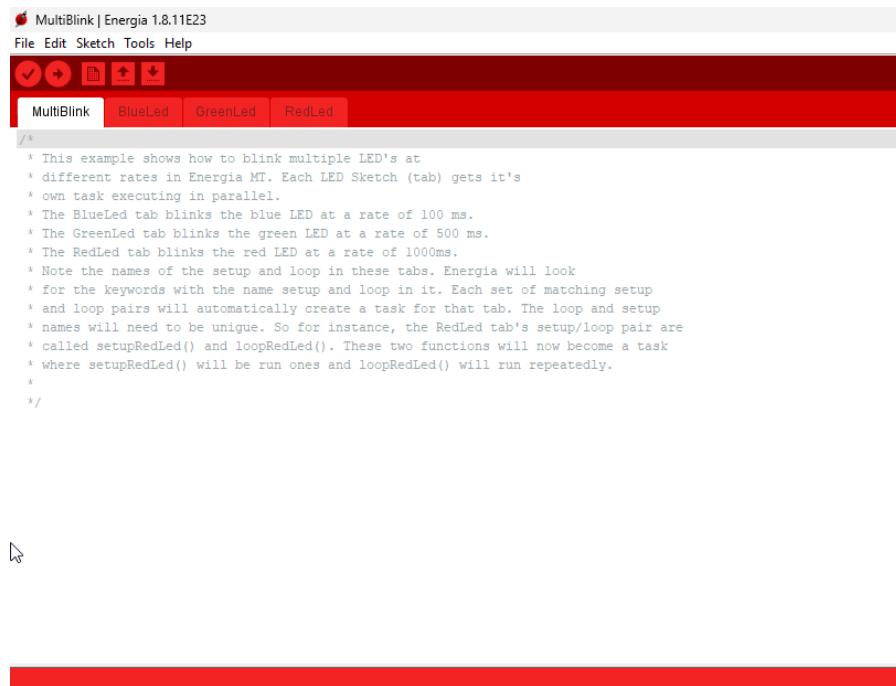 MultiBlink | Energia 1.8.11E23
File Edit Sketch Tools Help
MultiBlink BlueLed GreenLed RedLed
/*
* This example shows how to blink multiple LED's at
* different rates in Energia MT. Each LED Sketch (tab) gets it's
* own task executing in parallel.
* The BlueLed tab blinks the blue LED at a rate of 100 ms.
* The GreenLed tab blinks the green LED at a rate of 500 ms.
* The RedLed tab blinks the red LED at a rate of 1000ms.
* Note the names of the setup and loop in these tabs. Energia will look
* for the keywords with the name setup and loop in it. Each set of matching setup
* and loop pairs will automatically create a task for that tab. The loop and setup
* names will need to be unigue. So for instance, the RedLed tab's setup/loop pair are
* called setupRedLed() and loopRedLed(). These two functions will now become a task
* where setupRedLed() will be run ones and loopRedLed() will run repeatedly.
*
*/